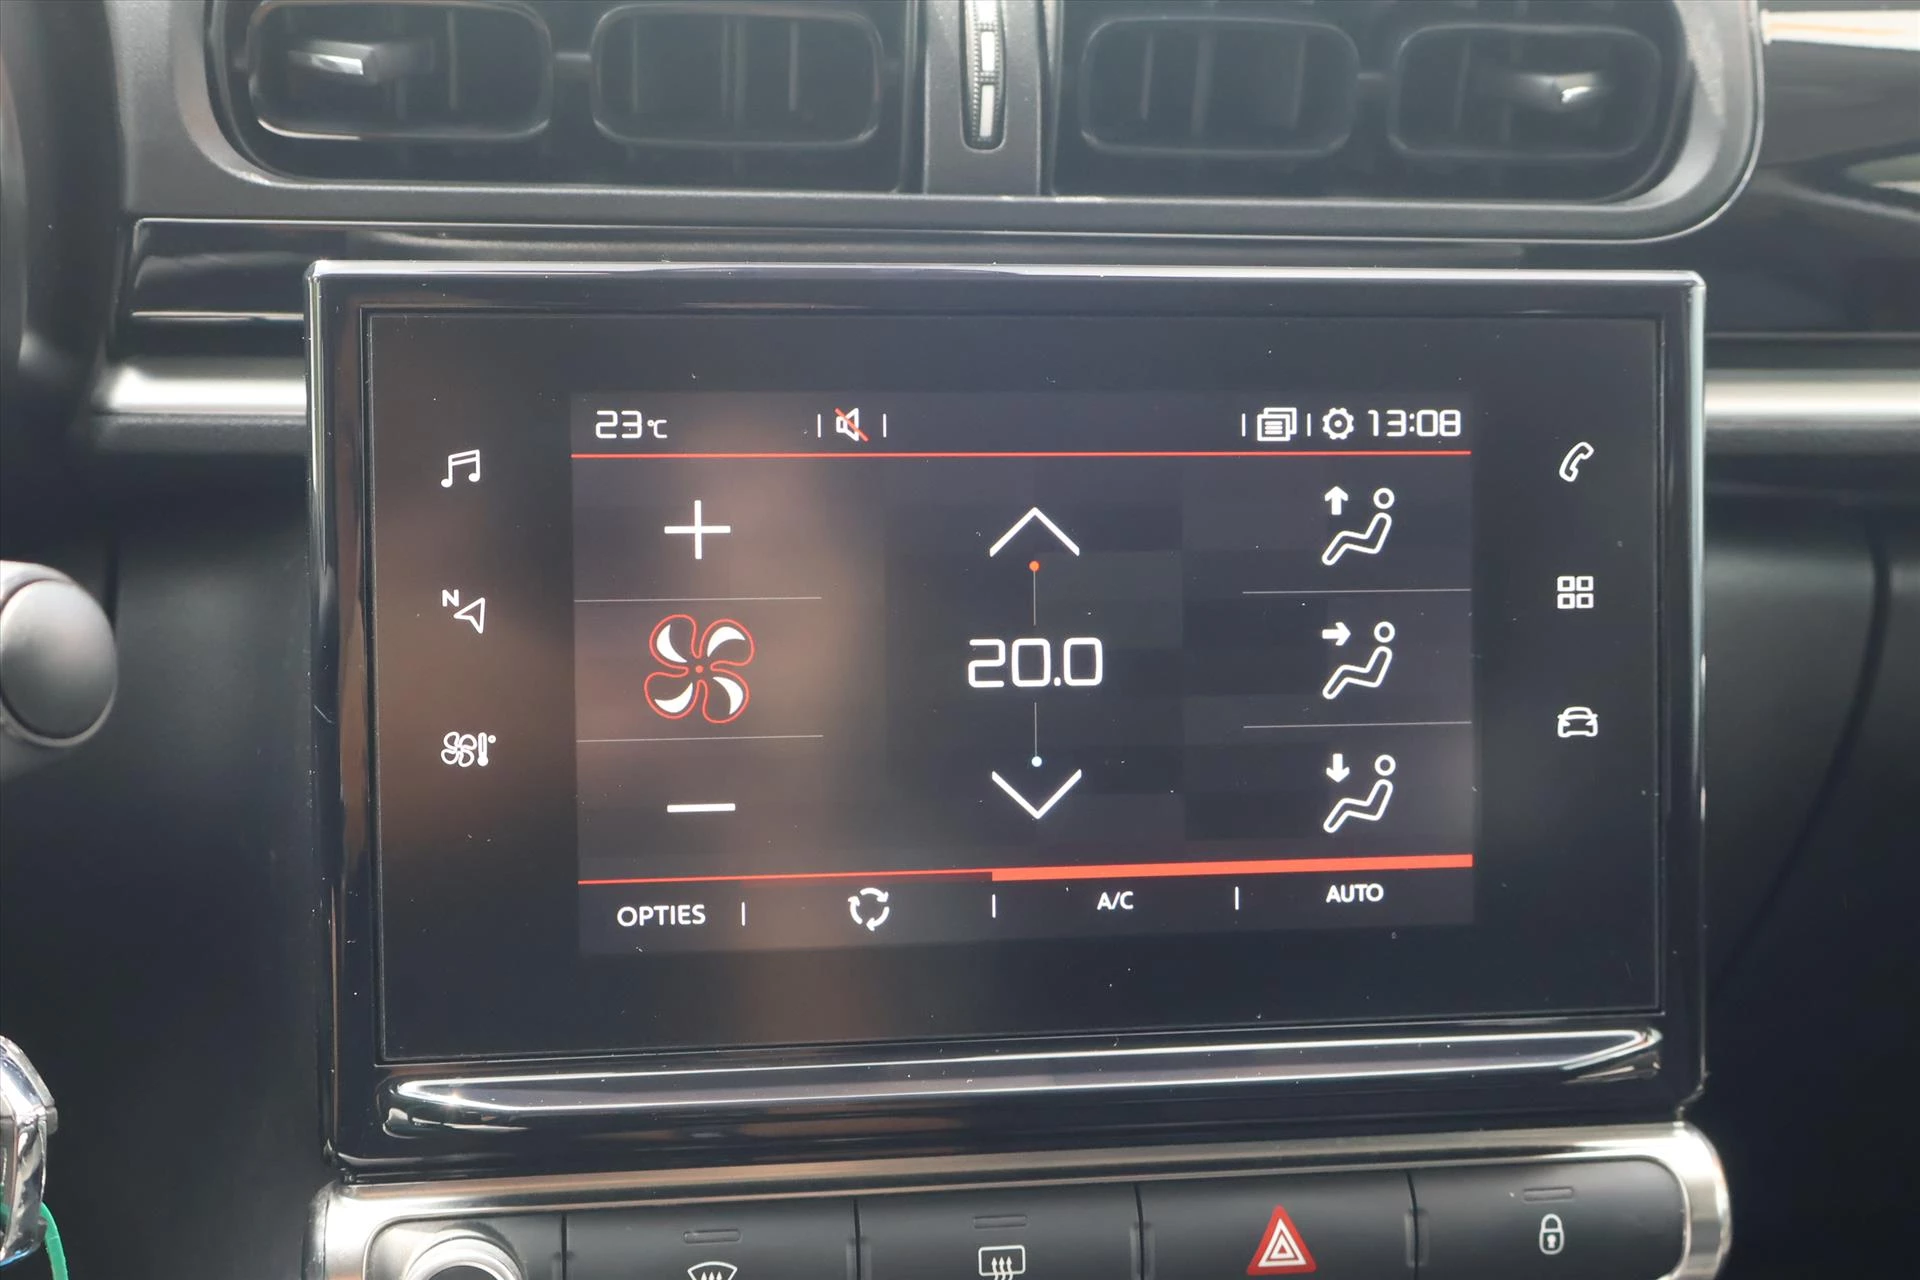 23°C 13:08
N
20.0
OPTIES A/C AUTO